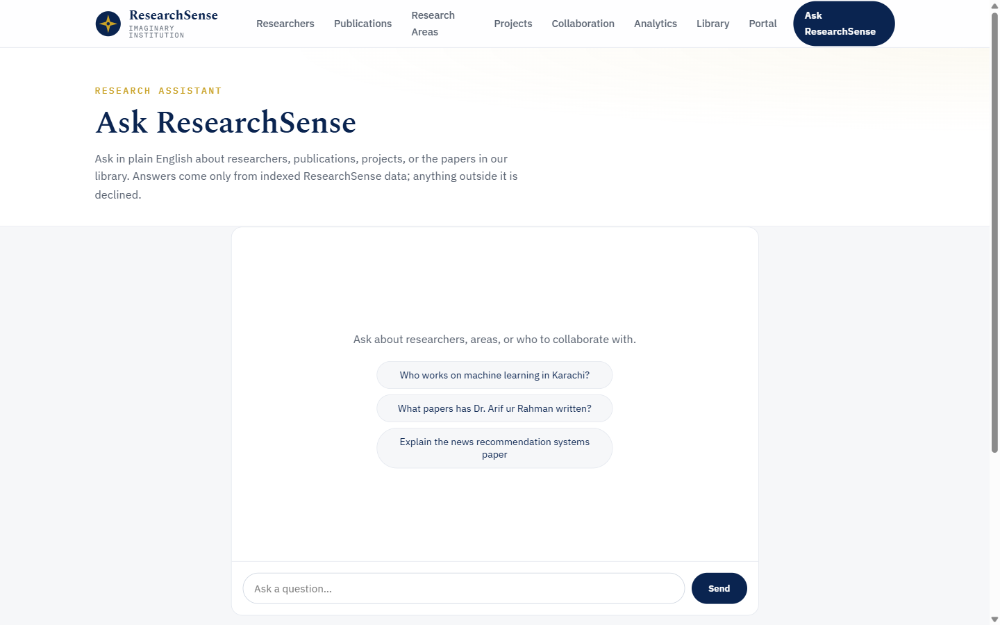 ResearchSense
IMAGINARY
INSTITUTION
Researchers
Publications
Research
Areas
Projects
Collaboration
Analytics
Library
Portal
Ask
ResearchSense
RESEARCH ASSISTANT
Ask ResearchSense
Ask in plain English about researchers, publications, projects, or the papers in our
library. Answers come only from indexed ResearchSense data; anything outside it is
declined.
Ask about researchers, areas, or who to collaborate with.
Who works on machine learning in Karachi?
What papers has Dr. Arif ur Rahman written?
Explain the news recommendation systems
paper
Ask a question...
Send